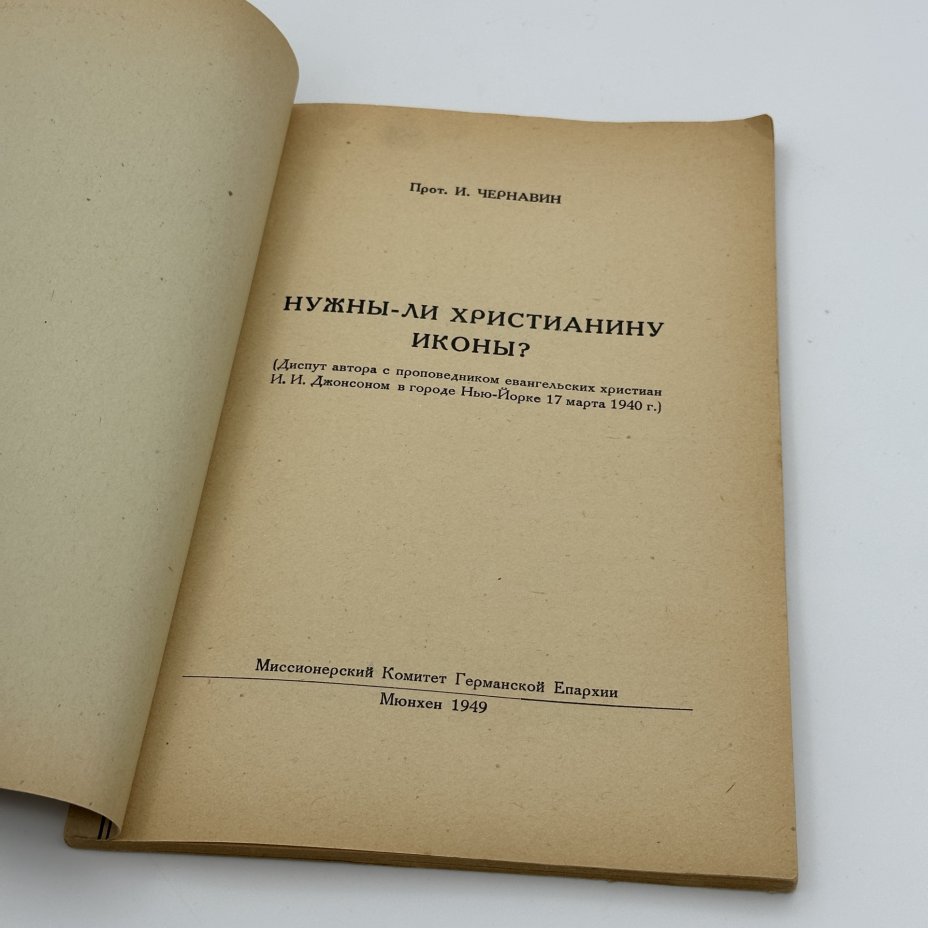 Прот. И. ЧЕРНАВИН
НУЖНЫ-ЛИ ХРИСТИАНИНУ
ИКОНЫ?
(Диспут автора с проповедником евангельских христиан
И. И. Джонсоном в городе Нью-Йорке 17 марта 1940 г.)
Миссионерский Комитет Германской Епархии
Мюнхен 1949